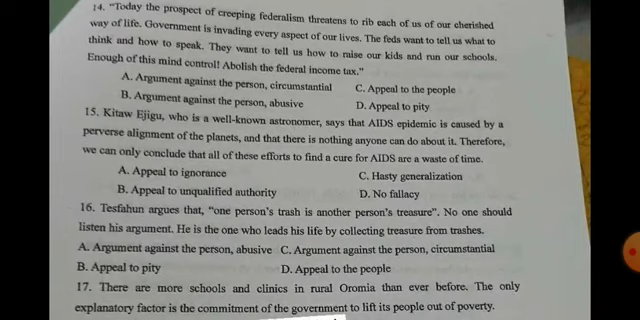 14. “Today the prospect of creeping federalism threatens to rib each of us of our cherished
way of life. Government is invading every aspect of our lives. The feds want to tell us what to
think and how to speak. They want to tell us how to raise our kids and run our schools.
Enough of this mind control! Abolish the federal income tax.”
A. Argument against the person, circumstantial C. Appeal to the people
B. Argument against the person, abusive D. Appeal to pity
15. Kitaw Ejigu, who is a well-known astronomer, says that AIDS epidemic is caused by a
perverse alignment of the planets, and that there is nothing anyone can do about it. Therefore,
we can only conclude that all of these efforts to find a cure for AIDS are a waste of time.
A. Appeal to ignorance C. Hasty generalization
B. Appeal to unqualified authority D. No fallacy
16. Tesfahun argues that, “one person’s trash is another person’s treasure”. No one should
listen his argument. He is the one who leads his life by collecting treasure from trashes.
A. Argument against the person, abusive C. Argument against the person, circumstantial
B. Appeal to pity D. Appeal to the people
17. There are more schools and clinics in rural Oromia than ever before. The only
explanatory factor is the commitment of the government to lift its people out of poverty.